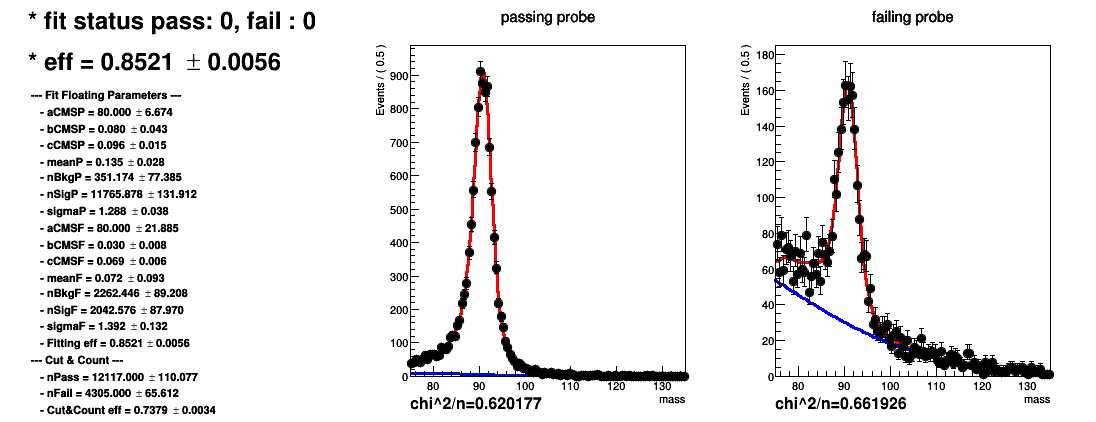 * fit status pass: 0, fail : 0
* eff = 0.8521 ± 0.0056
--- Fit Floating Parameters ---
- aCMSP = 80.000 ± 6.674
- bCMSP = 0.080 ± 0.043
- cCMSP = 0.096 ± 0.015
- meanP = 0.135 ± 0.028
- nBkgP = 351.174 ± 77.385
- nSigP = 11765.878 ± 131.912
- sigmaP = 1.288 ± 0.038
- aCMSF = 80.000 ± 21.885
- bCMSF = 0.030 ± 0.008
- cCMSF = 0.069 ± 0.006
- meanF = 0.072 ± 0.093
- nBkgF = 2262.446 ± 89.208
- nSigF = 2042.576 ± 87.970
- sigmaF = 1.392 ± 0.132
- Fitting eff = 0.8521 ± 0.0056
--- Cut & Count ---
- nPass = 12117.000 ± 110.077
- nFail = 4305.000 ± 65.612
- Cut&Count eff = 0.7379 ± 0.0034
passing probe
Events / ( 0.5 )
900
800
700
600
500
400
300
200
100
0
80 90 100 110 120 130
mass
chi^2/n=0.620177
failing probe
Events / ( 0.5 )
180
160
140
120
100
80
60
40
20
0
80 90 100 110 120 130
mass
chi^2/n=0.661926